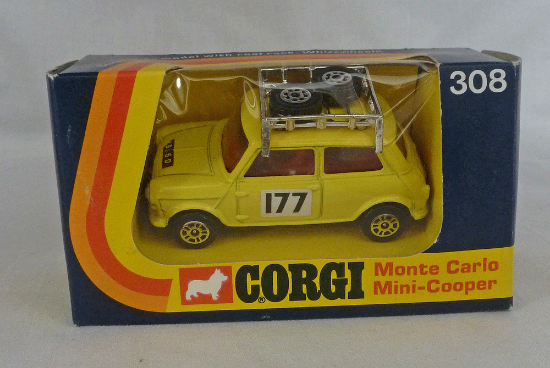 308
177
CORGI
Monte Carlo
Mini-Cooper